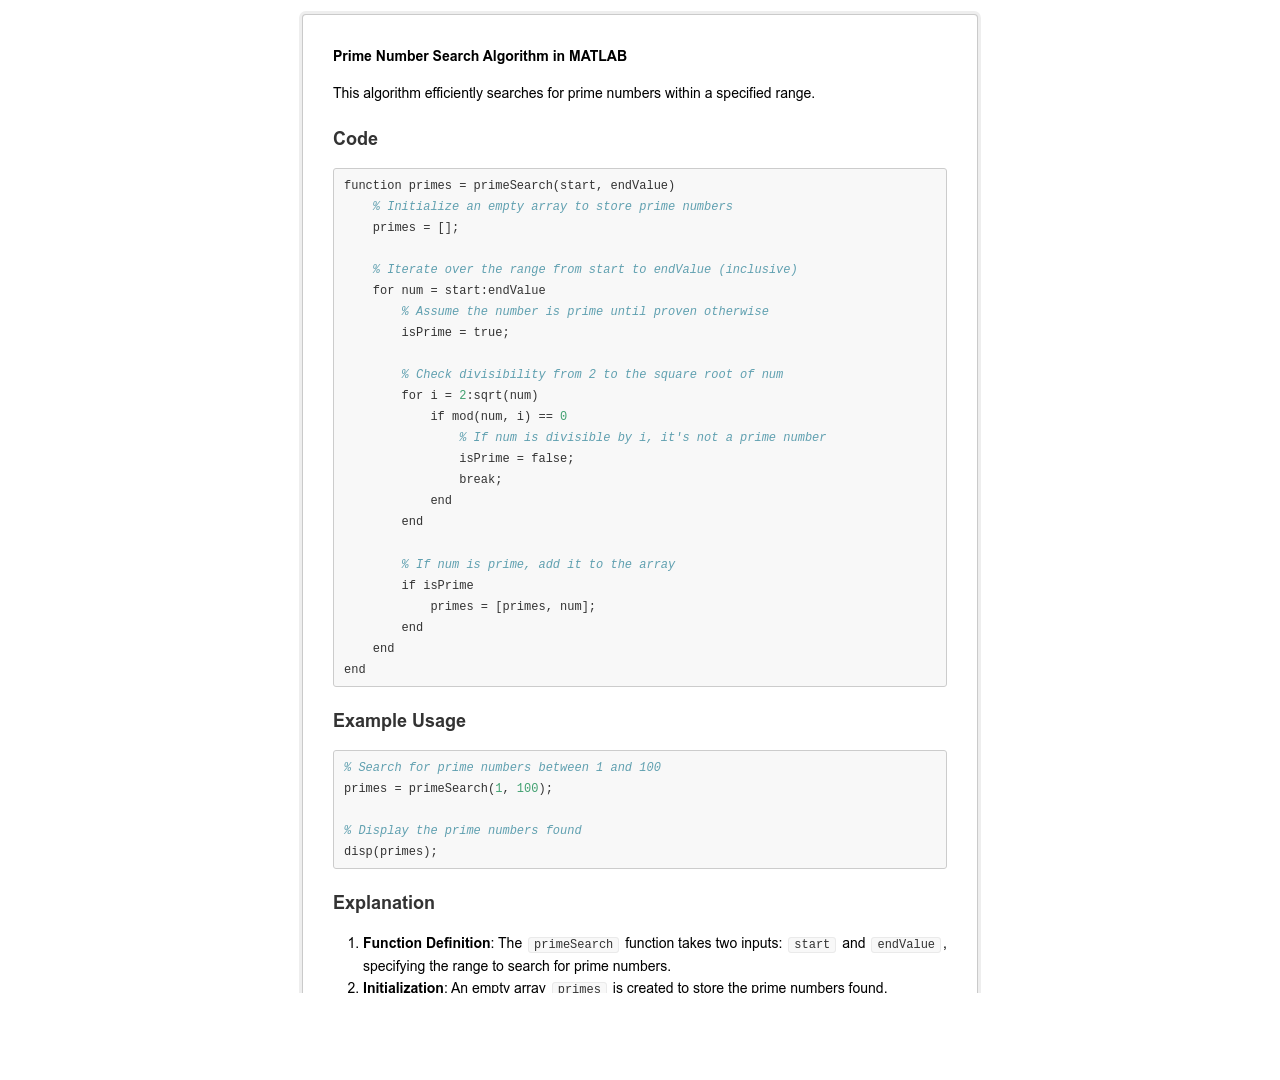 Prime Number Search Algorithm in MATLAB
This algorithm efficiently searches for prime numbers within a specified range.
Code
function primes = primeSearch(start, endValue)
    % Initialize an empty array to store prime numbers
    primes = [];

    % Iterate over the range from start to endValue (inclusive)
    for num = start:endValue
        % Assume the number is prime until proven otherwise
        isPrime = true;

        % Check divisibility from 2 to the square root of num
        for i = 2:sqrt(num)
            if mod(num, i) == 0
                % If num is divisible by i, it's not a prime number
                isPrime = false;
                break;
            end
        end

        % If num is prime, add it to the array
        if isPrime
            primes = [primes, num];
        end
    end
end
Example Usage
% Search for prime numbers between 1 and 100
primes = primeSearch(1, 100);

% Display the prime numbers found
disp(primes);
Explanation
1. Function Definition: The primeSearch function takes two inputs: start and endValue,
specifying the range to search for prime numbers.
2. Initialization: An empty array primes is created to store the prime numbers found.